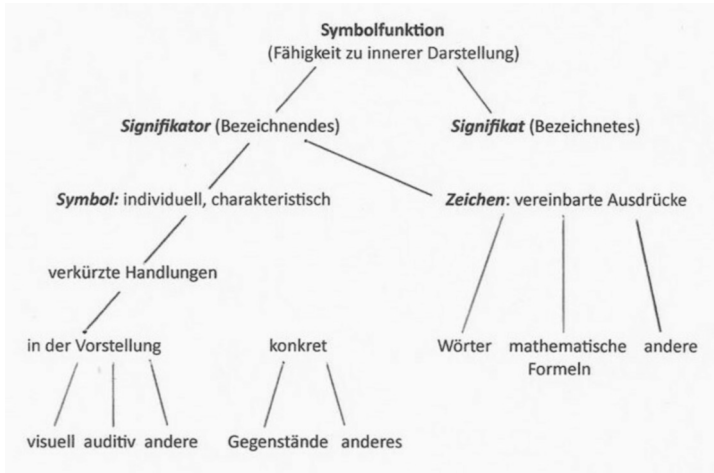 Symbolfunktion
(Fähigkeit zu innerer Darstellung)
Signifikator (Bezeichnendes)
Signifikat (Bezeichnetes)
Symbol: individuell, charakteristisch
Zeichen: vereinbarte Ausdrücke
verkürzte Handlungen
in der Vorstellung
konkret
Wörter
mathematische
Formeln
andere
visuell
auditiv
andere
Gegenstände
anderes